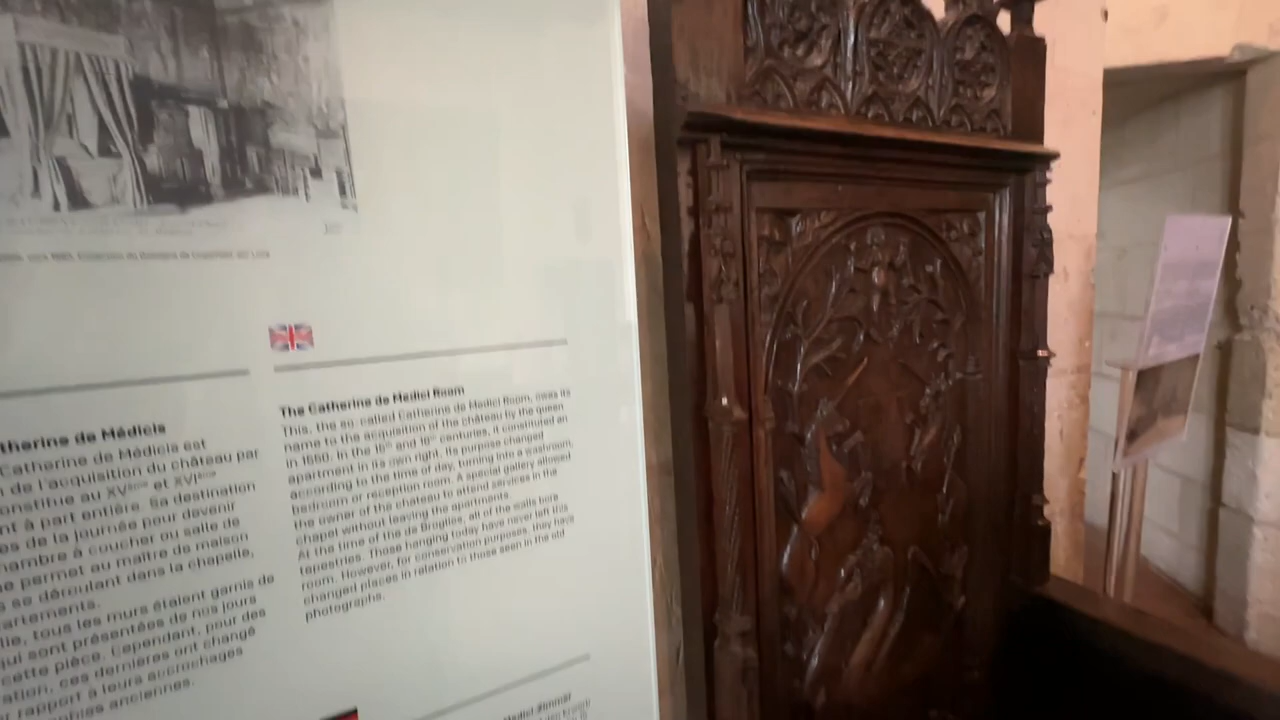 The Catherine de Medici Room
This, the so-called Catherine de Medici Room, owes its
name to the acquisition of the château by the queen
in 1550. In the 15th and 16th centuries, it constituted an
apartment in its own right. Its purpose changed
according to the time of day, turning into a washroom,
bedroom or reception room. A special gallery allowed
the owner of the chateau to attend services in the
chapel without leaving the apartments.
At the time of the de Broglies, all of the walls bore
tapestries. Those hanging today have never left this
room. However, for conservation purposes, they have
changed places in relation to those seen in the old
photographs.
therine de Médicis
Catherine de Médicis est
de l'acquisition du château par
onstitue au XVème et XVIème
nt à part entière. Sa destination
es de la journée pour devenir
hambre à coucher ou salle de
e permet au maître de maison
s se déroulant dans la chapelle,
artements.
lie, tous les murs étaient garnis de
qui sont présentées de nos jours
cette pièce. Cependant, pour des
ation, ces dernières ont changé
rapport à leurs accrochages
phies anciennes.